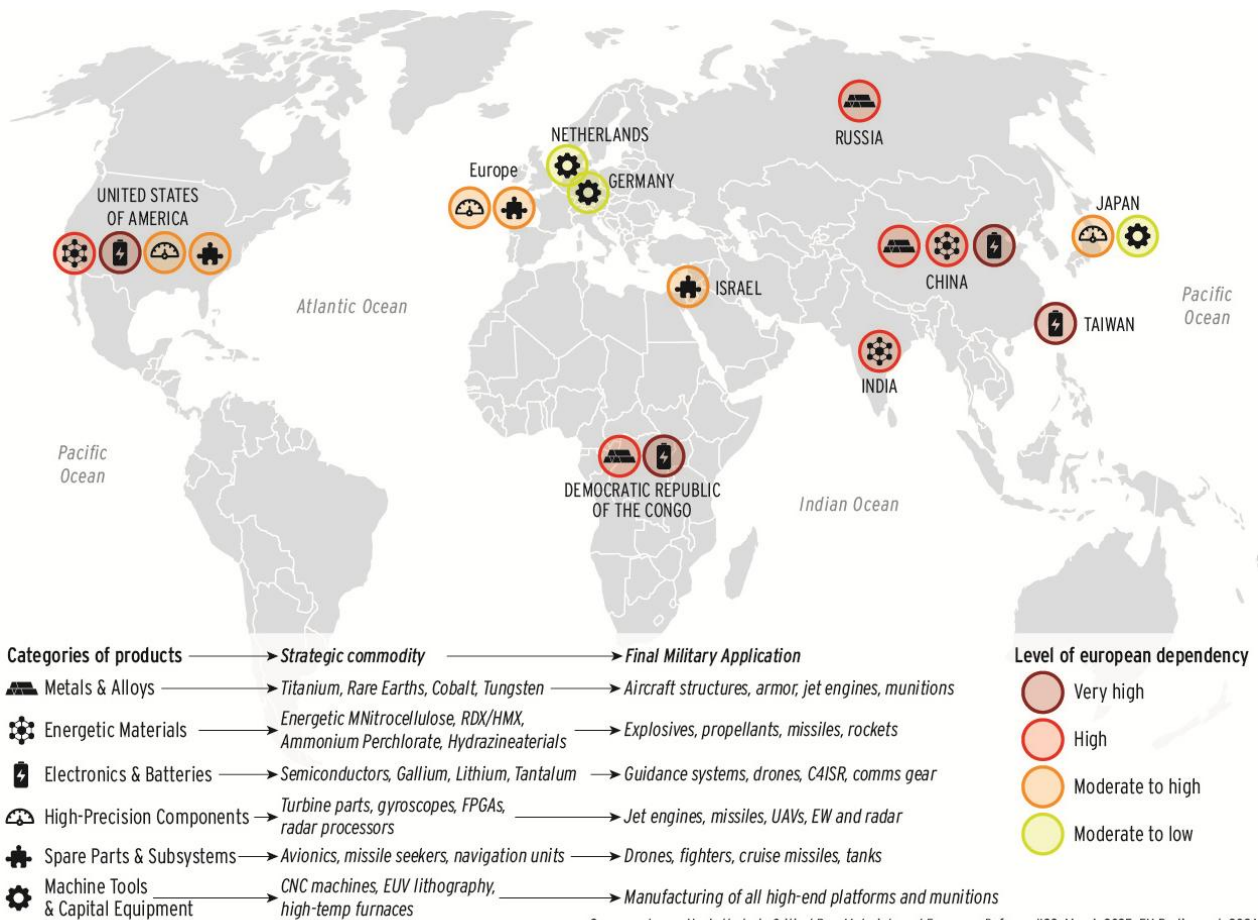 NETHERLANDS
RUSSIA
Europe
GERMANY
UNITED STATES
OF AMERICA
JAPAN
Atlantic Ocean
ISRAEL
CHINA
Pacific
Ocean
TAIWAN
INDIA
Pacific
Ocean
DEMOCRATIC REPUBLIC
OF THE CONGO
Indian Ocean
Categories of products Strategic commodity Final Military Application
Metals & Alloys Titanium, Rare Earths, Cobalt, Tungsten Aircraft structures, armor, jet engines, munitions
Energetic Materials Energetic MNitrocellulose, RDX/HMX,
Ammonium Perchlorate, Hydrazineaterials Explosives, propellants, missiles, rockets
Electronics & Batteries Semiconductors, Gallium, Lithium, Tantalum Guidance systems, drones, C4ISR, comms gear
High-Precision Components Turbine parts, gyroscopes, FPGAs,
radar processors Jet engines, missiles, UAVs, EW and radar
Spare Parts & Subsystems Avionics, missile seekers, navigation units Drones, fighters, cruise missiles, tanks
Machine Tools
& Capital Equipment CNC machines, EUV lithography,
high-temp furnaces Manufacturing of all high-end platforms and munitions
Level of european dependency
Very high
High
Moderate to high
Moderate to low